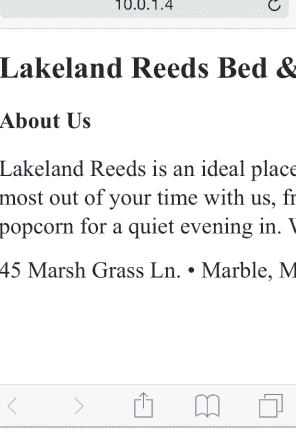 10.0.1.4
Lakeland Reeds Bed &
About Us
Lakeland Reeds is an ideal place
most out of your time with us, fr
popcorn for a quiet evening in. W
45 Marsh Grass Ln. • Marble, M